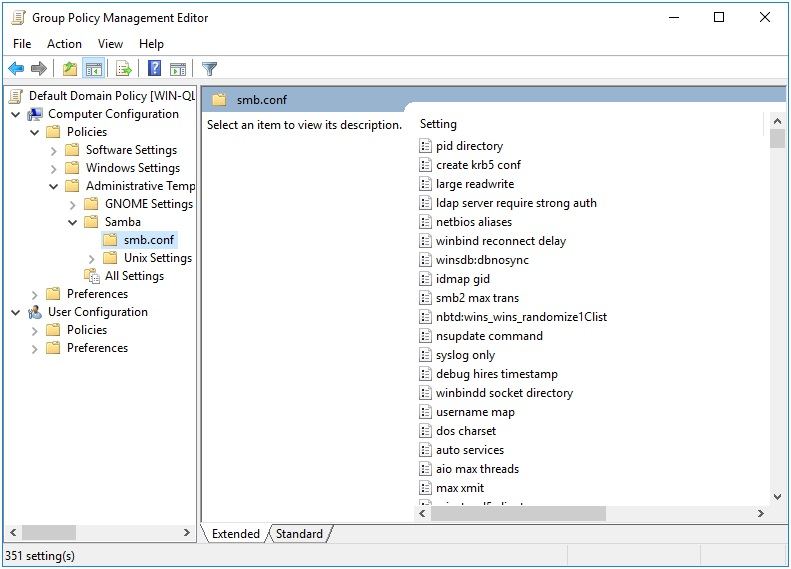 Group Policy Management Editor
File Action View Help
Default Domain Policy [WIN-QL
Computer Configuration
Policies
Software Settings
Windows Settings
Administrative Temp
GNOME Settings
Samba
smb.conf
Unix Settings
All Settings
Preferences
User Configuration
Policies
Preferences
smb.conf
Select an item to view its description.
Setting
pid directory
create krb5 conf
large readwrite
ldap server require strong auth
netbios aliases
winbind reconnect delay
winsdb:dbnosync
idmap gid
smb2 max trans
nbtd:wins_wins_randomize1Clist
nsupdate command
syslog only
debug hires timestamp
winbindd socket directory
username map
dos charset
auto services
aio max threads
max xmit
Extended Standard
351 setting(s)